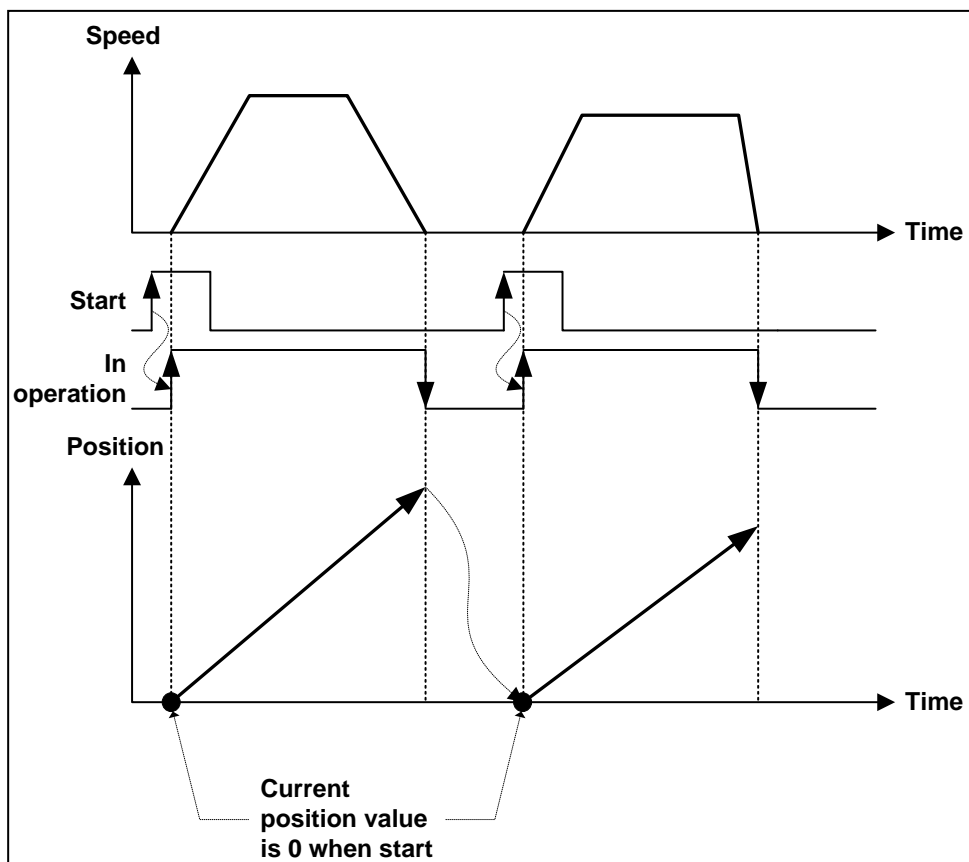 Speed
Time
Start
In
operation
Position
Time
Current
position value
is 0 when start